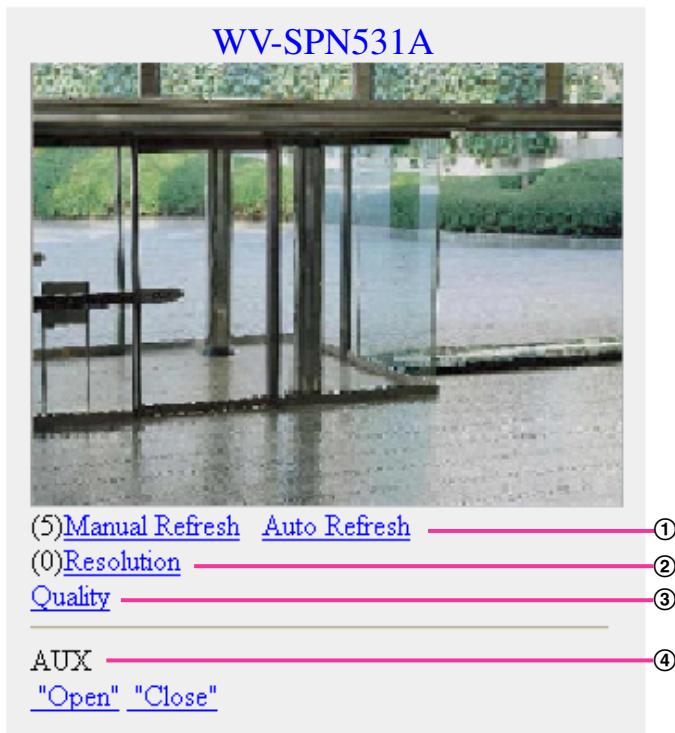 WV-SPN531A
(5)Manual Refresh Auto Refresh ①
(0)Resolution ②
Quality ③
AUX ④
"Open" "Close"